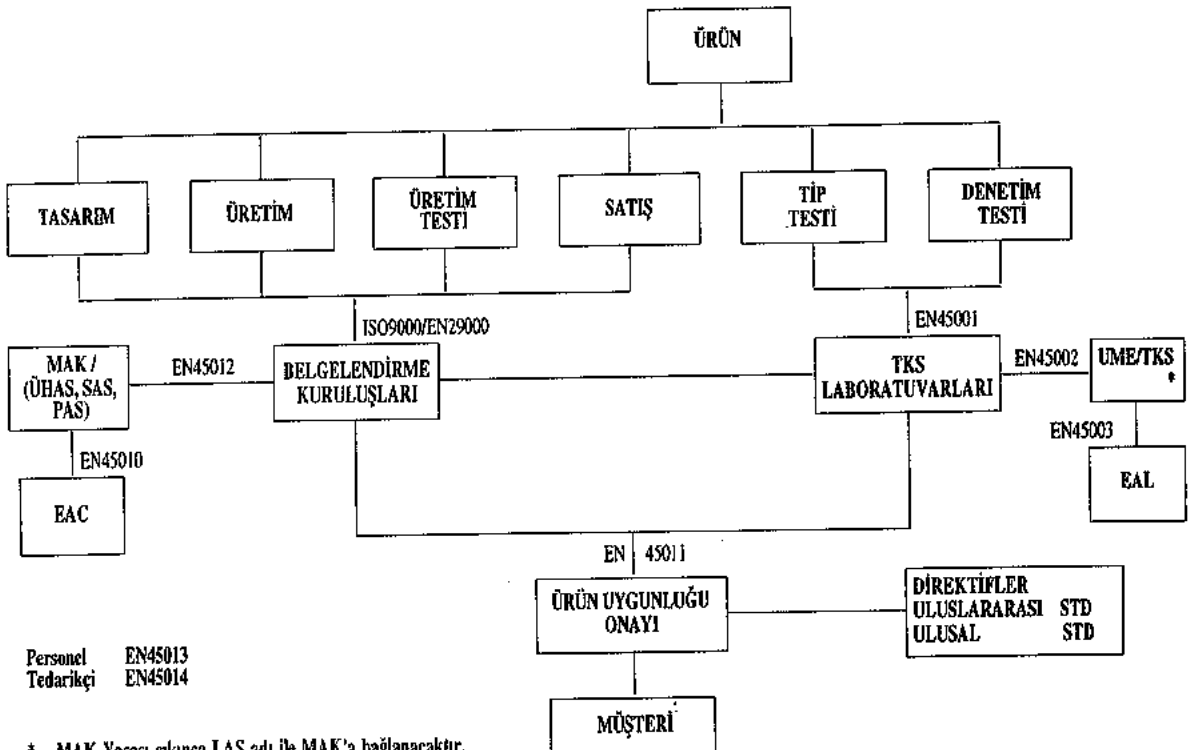 ÜRÜN
TASARIM
ÜRETİM
ÜRETİM
TESTİ
SATIŞ
TİP
TESTİ
DENETİM
TESTİ
ISO9000/EN29000
EN45001
MAK /
(ÜHAS, SAS,
PAS)
EN45012
BELGELENDİRME
KURULUŞLARI
TKS
LABORATUVARLARI
EN45002
UME/TKS
*
EN45010
EN45003
EAC
EAL
EN 45011
ÜRÜN UYGUNLUĞU
ONAYI
DİREKTİFLER
ULUSLARARASI STD
ULUSAL STD
Personel EN45013
Tedarikçi EN45014
MÜŞTERİ
* MAK Yasası çıkınca LAS adı ile MAK'a bağlanacaktır.